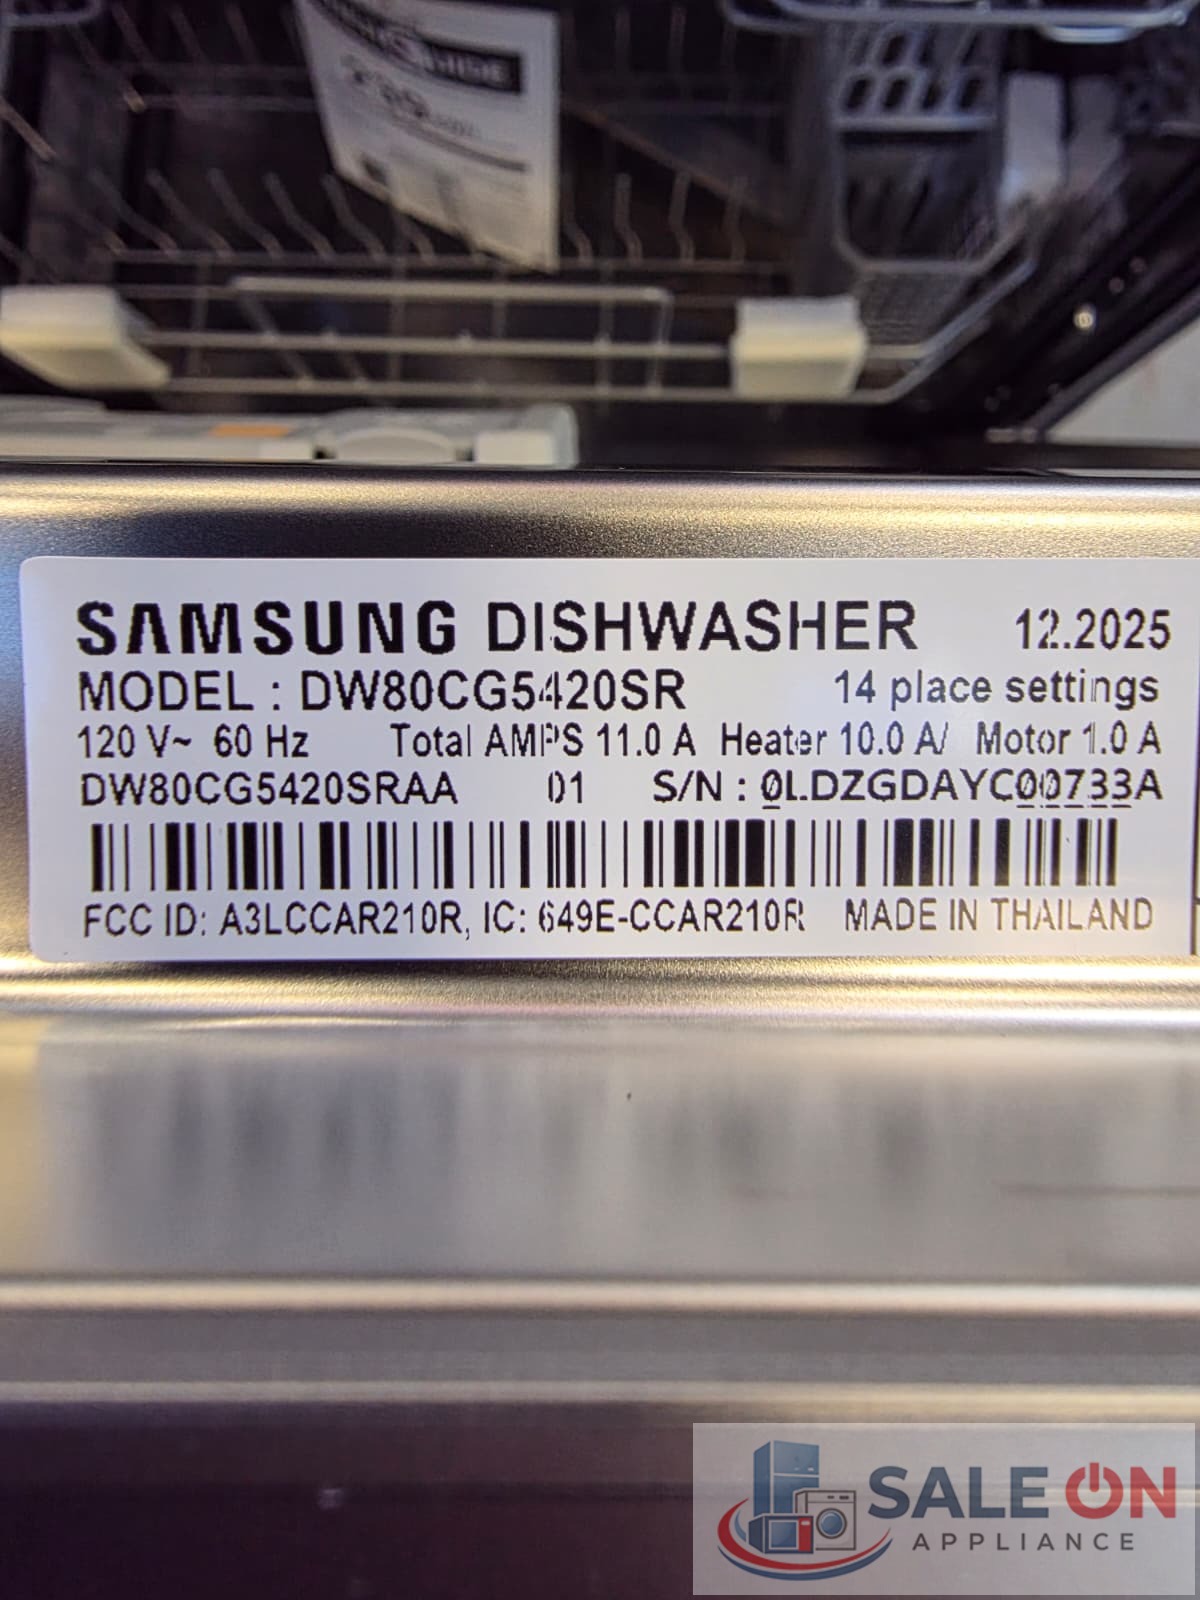 SAMSUNG DISHWASHER 12.2025
MODEL : DW80CG5420SR 14 place settings
120 V~ 60 Hz Total AMPS 11.0 A Heater 10.0 A/ Motor 1.0 A
DW80CG5420SRAA 01 S/N : 0LDZGDAYC00733A
FCC ID: A3LCCAR210R, IC: 649E-CCAR210R MADE IN THAILAND
SALE ON
APPLIANCE